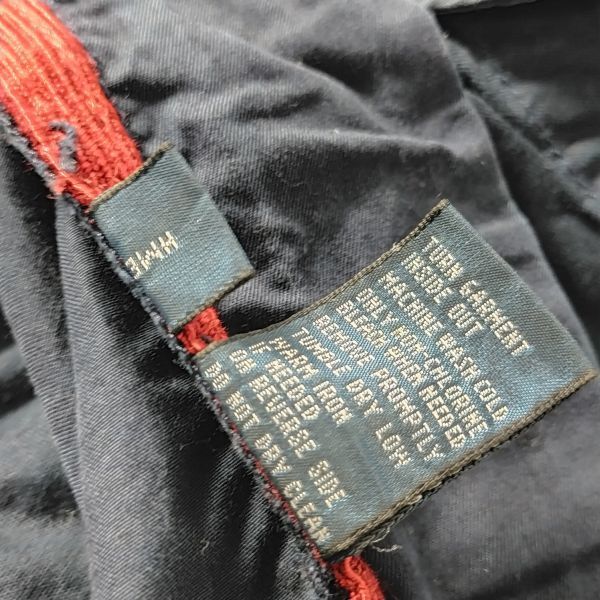 TURN GARMENT
INSIDE OUT
MACHINE WASH COLD
ONLY NON-CHLORINE
BLEACH WHEN NEEDED
REMOVE PROMPTLY
TUMBLE DRY LOW
WARM IRON
IF NEEDED
ON REVERSE SIDE
DO NOT DRY CLEAN